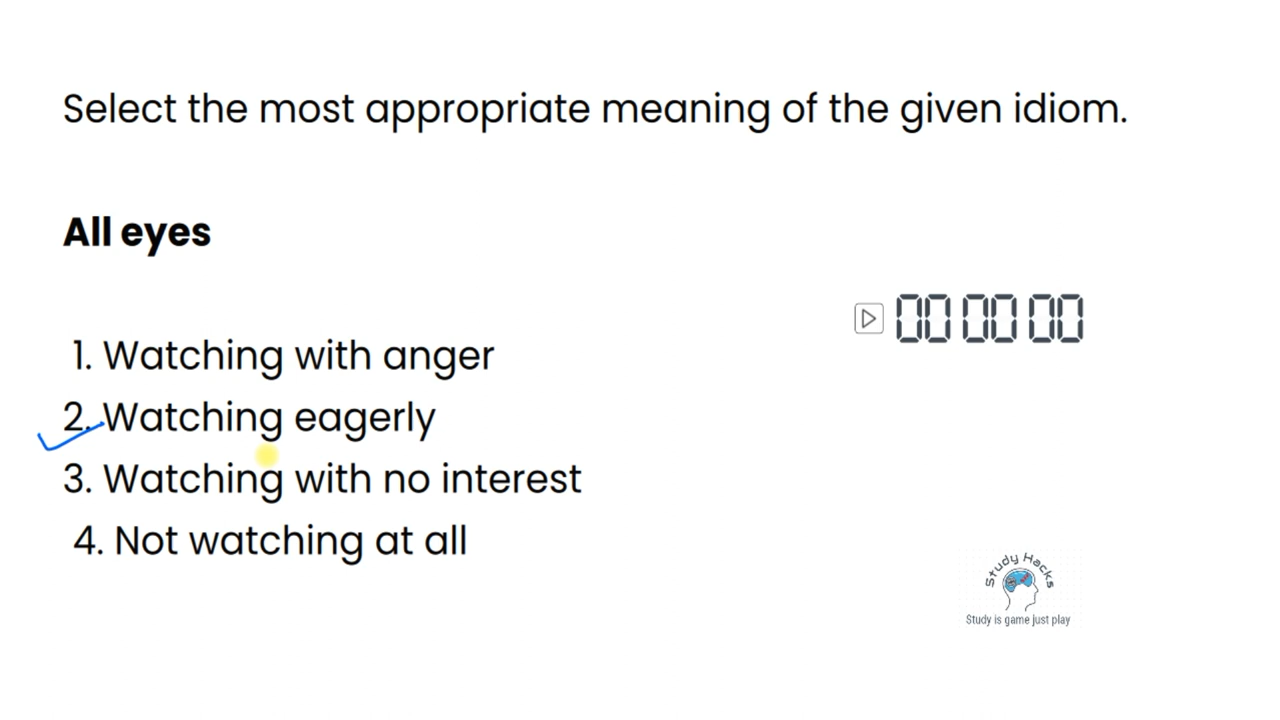 Select the most appropriate meaning of the given idiom.
All eyes
1. Watching with anger
2. Watching eagerly
3. Watching with no interest
4. Not watching at all
00 00 00
Study Hacks
Study is game just play